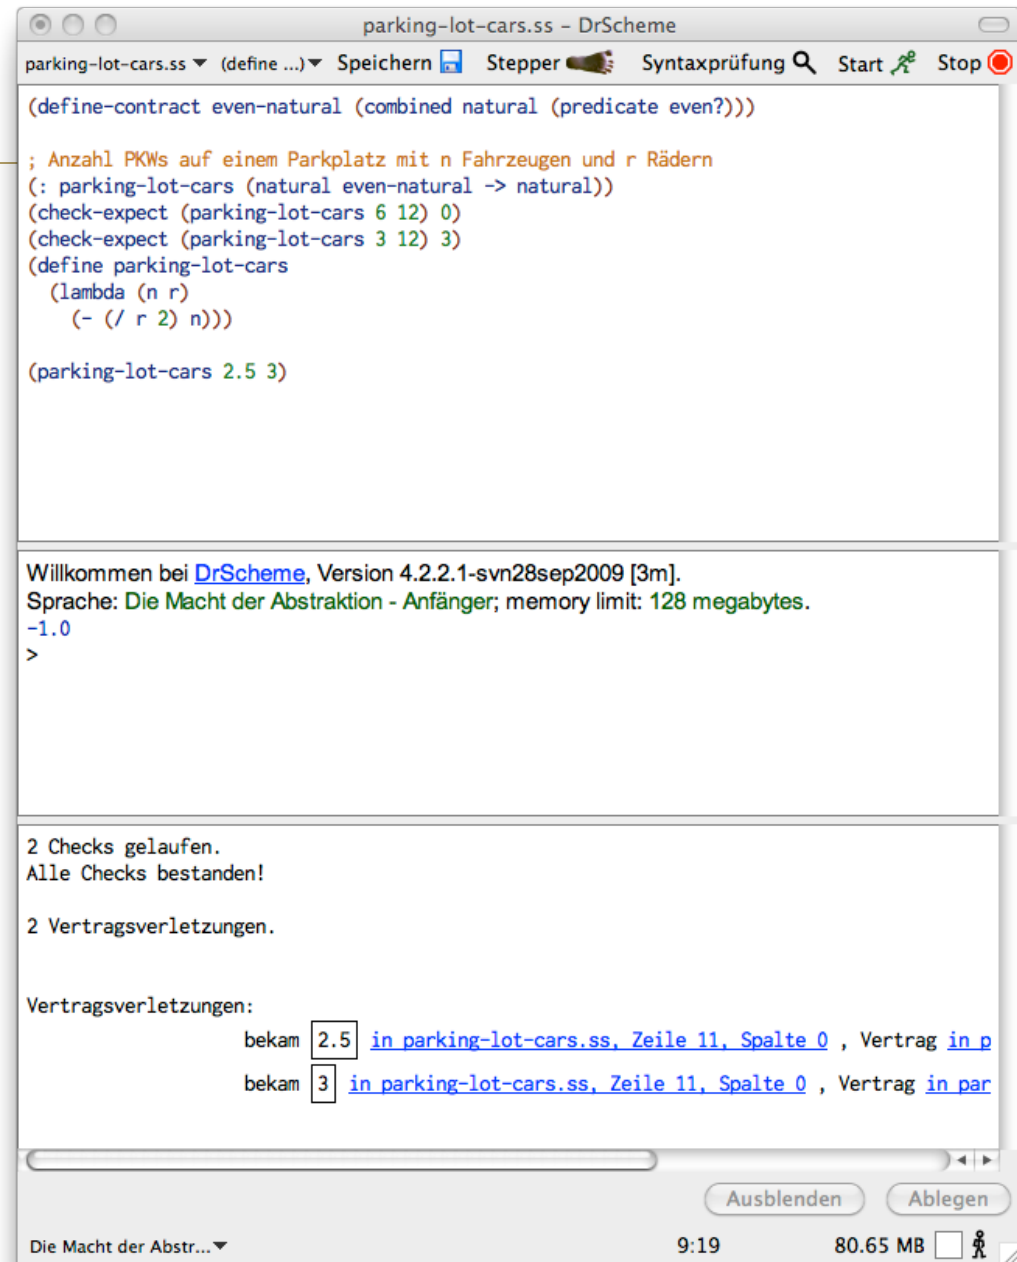 parking-lot-cars.ss - DrScheme
parking-lot-cars.ss (define ...) Speichern Stepper Syntaxprüfung Start Stop
(define-contract even-natural (combined natural (predicate even?)))
; Anzahl PKWs auf einem Parkplatz mit n Fahrzeugen und r Rädern
(: parking-lot-cars (natural even-natural -> natural))
(check-expect (parking-lot-cars 6 12) 0)
(check-expect (parking-lot-cars 3 12) 3)
(define parking-lot-cars
(lambda (n r)
(- (/ r 2) n)))
(parking-lot-cars 2.5 3)
Willkommen bei DrScheme, Version 4.2.2.1-svn28sep2009 [3m].
Sprache: Die Macht der Abstraktion - Anfänger; memory limit: 128 megabytes.
-1.0
>
2 Checks gelaufen.
Alle Checks bestanden!
2 Vertragsverletzungen.
Vertragsverletzungen:
bekam 2.5 in parking-lot-cars.ss, Zeile 11, Spalte 0 , Vertrag in p
bekam 3 in parking-lot-cars.ss, Zeile 11, Spalte 0 , Vertrag in par
Ausblenden Ablegen
Die Macht der Abstr... 9:19 80.65 MB